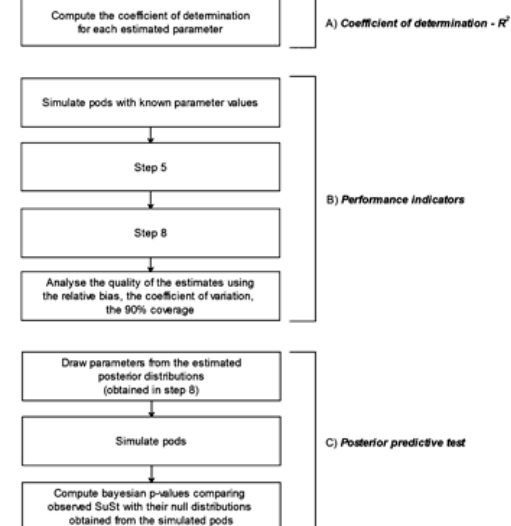 Compute the coefficient of determination
for each estimated parameter
A) Coefficient of determination - R²
Simulate pods with known parameter values
Step 5
Step 8
Analyse the quality of the estimates using
the relative bias, the coefficient of variation,
the 90% coverage
B) Performance indicators
Draw parameters from the estimated
posterior distributions
(obtained in step 8)
Simulate pods
Compute bayesian p-values comparing
observed SuSt with their null distributions
obtained from the simulated pods
C) Posterior predictive test